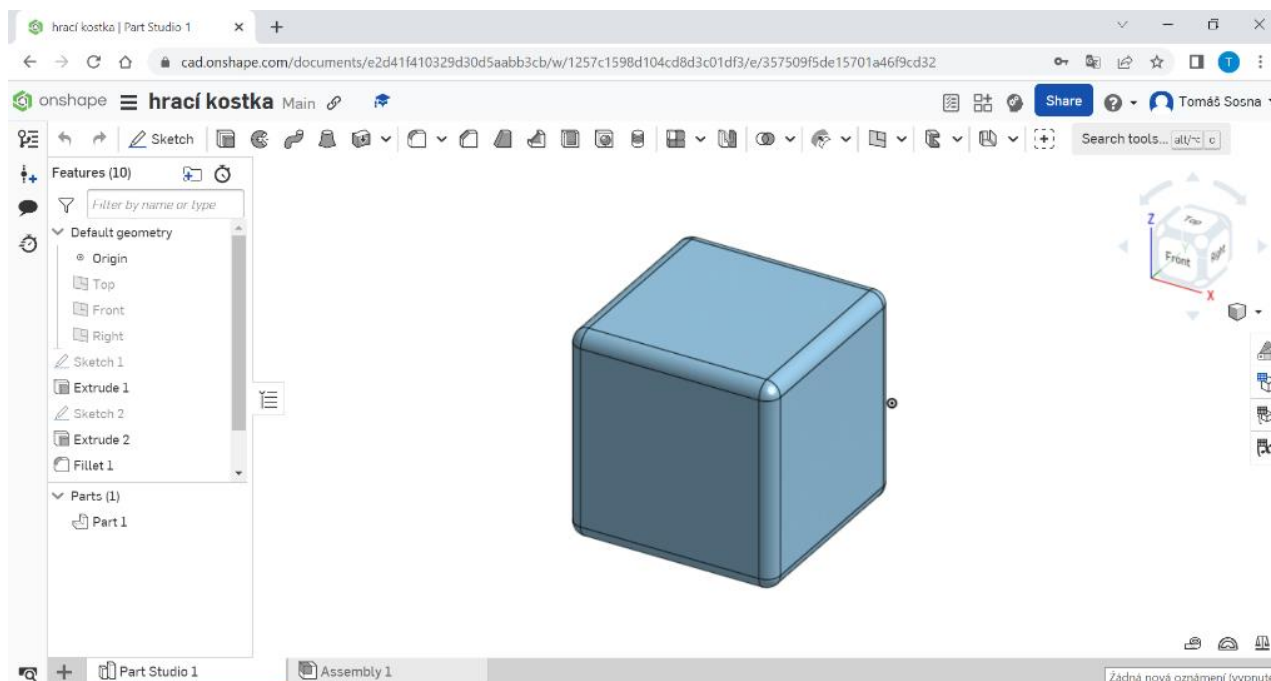 hrací kostka | Part Studio 1
cad.onshape.com/documents/e2d41f410329d30d5aabb3cb/w/1257c1598d104cd8d3c01df3/e/357509f5de15701a46f9cd32
T
onshape hrací kostka Main Share Tomáš Sosna
Sketch Search tools... alt/⌥ c
Features (10)
Filter by name or type
Default geometry
Origin
Top
Front
Right
Sketch 1
Extrude 1
Sketch 2
Extrude 2
Fillet 1
Parts (1)
Part 1
Z Top
Front Right
X
Part Studio 1 Assembly 1
Žádná nová oznámení (vypnuté